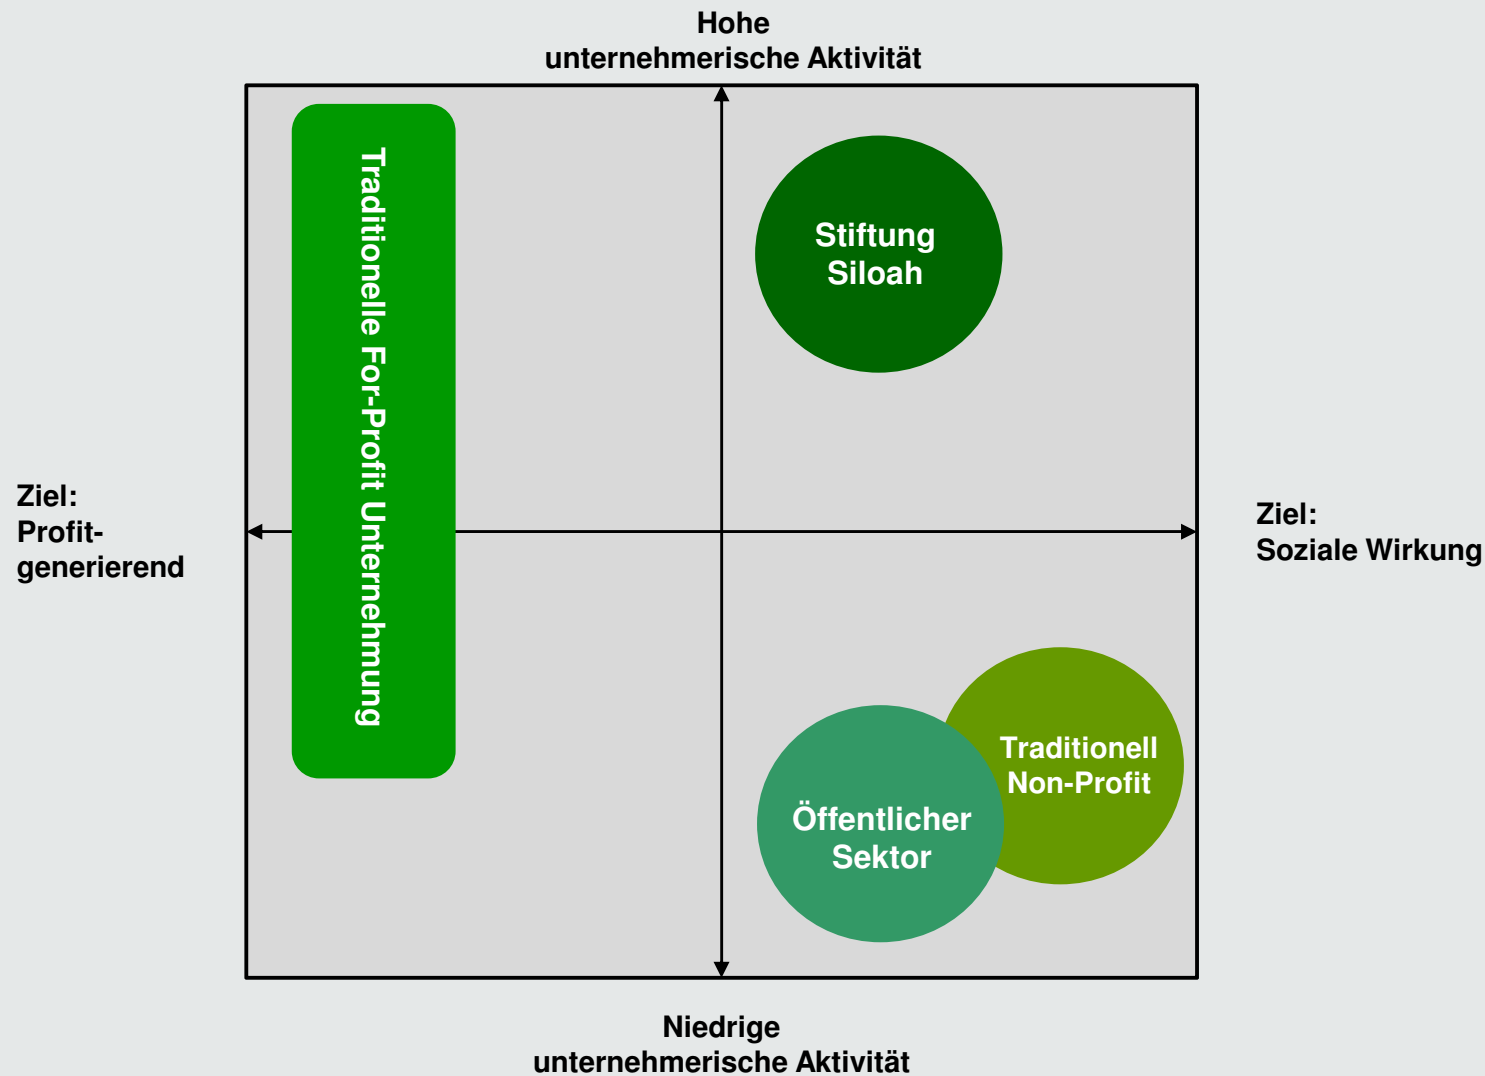 Hohe
unternehmerische Aktivität
Traditionelle For-Profit Unternehmung
Stiftung
Siloah
Ziel:
Profit-
generierend
Ziel:
Soziale Wirkung
Traditionell
Non-Profit
Öffentlicher
Sektor
Niedrige
unternehmerische Aktivität